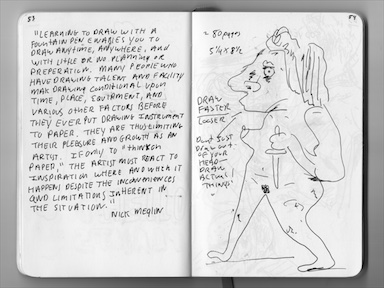 53
"LEARNING TO DRAW WITH A
FOUNTAIN PEN ENABLES YOU TO
DRAW ANYTIME, ANYWHERE, AND
WITH LITTLE OR NO PLANNING OR
PREPERATION. MANY PEOPLE WHO
HAVE DRAWING TALENT AND FACILITY
MAKE DRAWING CONDITIONAL UPON
TIME, PLACE, EQUIPMENT, AND
VARIOUS OTHER FACTORS BEFORE
THEY EVER PUT DRAWING INSTRUMENT
TO PAPER. THEY ARE THUS LIMITING
THEIR PLEASURE AND GROWTH AS AN
ARTIST. IF ONLY TO "THINK ON
PAPER," THE ARTIST MUST REACT TO
INSPIRATION WHERE AND WHEN IT
HAPPENS DESPITE THE INCONVENIENCES
AND LIMITATIONS INHERENT IN
THE SITUATION."
NICK MEGLIN
54
= 80 pages
5 1/4 x 8 1/2
DRAW
FASTER
LOOSER
Dont Just
DRAW OUT
OF YOUR
HEAD —
DRAW
ACTUAL
THINGS